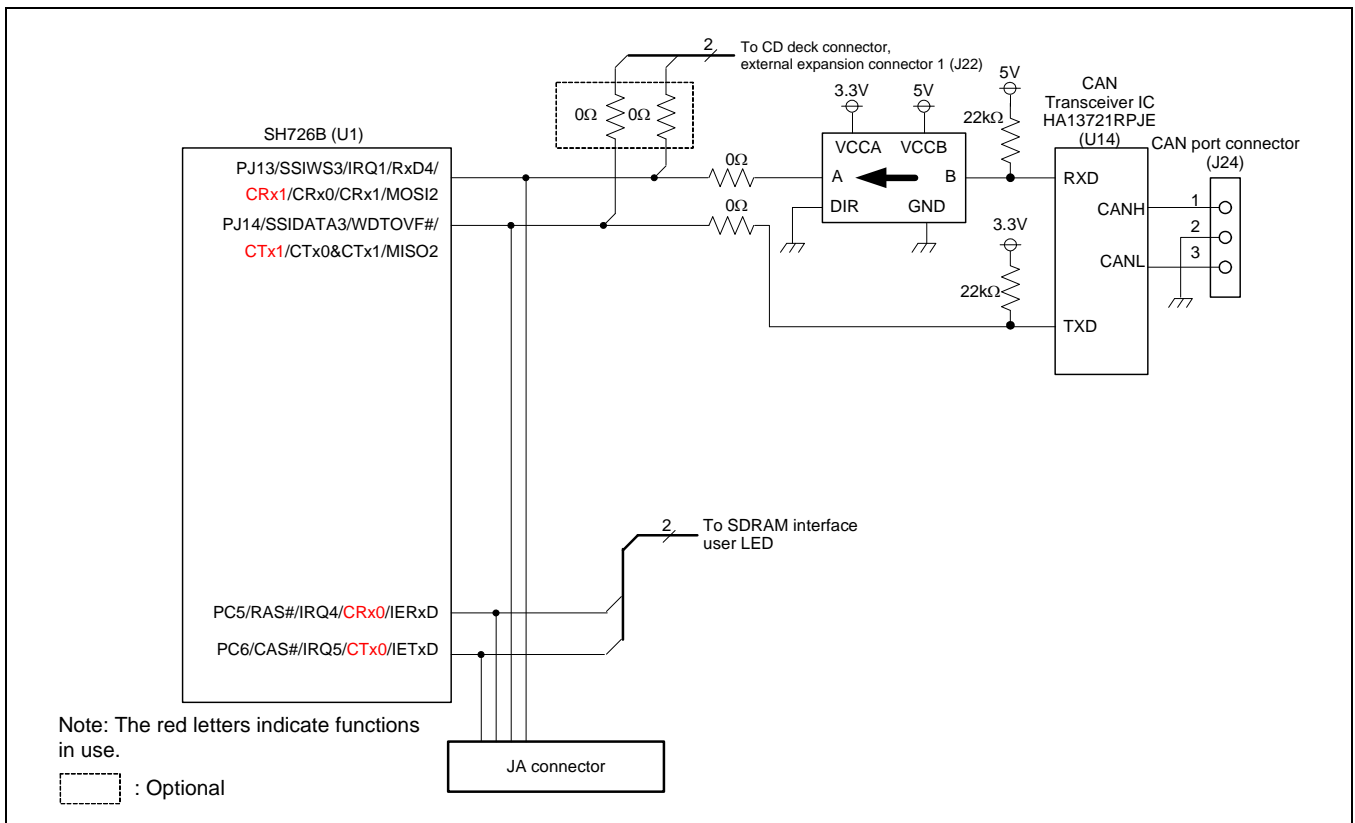 2
To CD deck connector,
external expansion connector 1 (J22)
0Ω
0Ω
3.3V
5V
5V
22kΩ
CAN
Transceiver IC
HA13721RPJE
(U14)
CAN port connector
(J24)
SH726B (U1)
PJ13/SSIWS3/IRQ1/RxD4/
CRx1/CRx0/CRx1/MOSI2
PJ14/SSIDATA3/WDTOVF#/
CTx1/CTx0&CTx1/MISO2
0Ω
0Ω
VCCA
VCCB
A
B
DIR
GND
RXD
CANH
CANL
TXD
1
2
3
3.3V
22kΩ
2
To SDRAM interface
user LED
PC5/RAS#/IRQ4/CRx0/IERxD
PC6/CAS#/IRQ5/CTx0/IETxD
Note: The red letters indicate functions
in use.
: Optional
JA connector